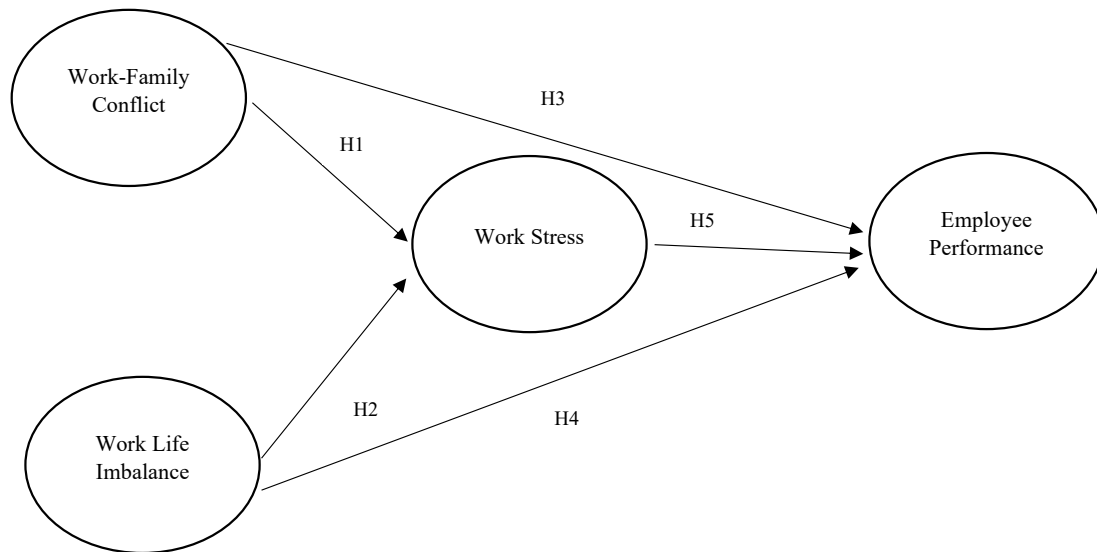 Work-Family
Conflict
H3
H1
Work Stress
H5
Employee
Performance
H2
H4
Work Life
Imbalance